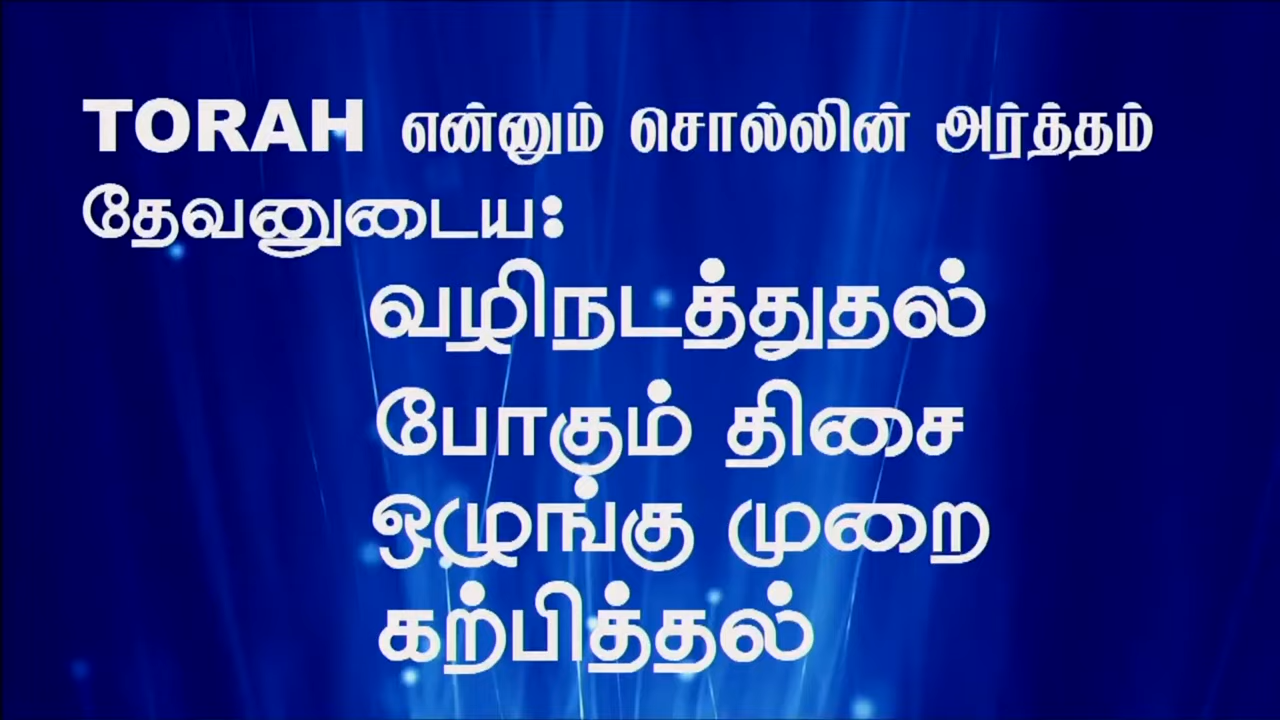 TORAH என்னும் சொல்லின் அர்த்தம்
தேவனுடைய:
வழிநடத்துதல்
போகும் திசை
ஒழுங்கு முறை
கற்பித்தல்